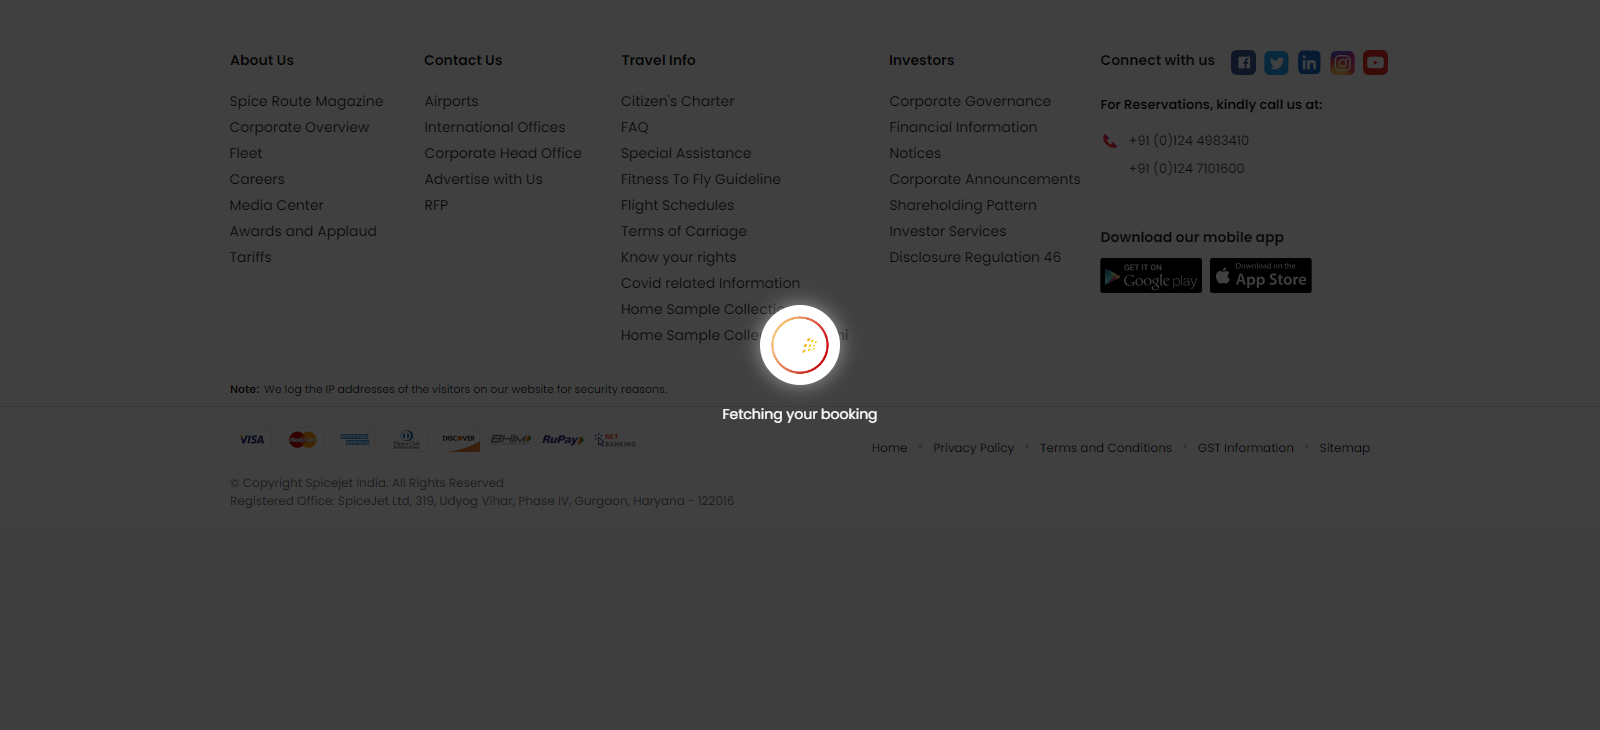 About Us
Spice Route Magazine
Corporate Overview
Fleet
Careers
Media Center
Awards and Applaud
Tariffs
Contact Us
Airports
International Offices
Corporate Head Office
Advertise with Us
RFP
Travel Info
Citizen's Charter
FAQ
Special Assistance
Fitness To Fly Guideline
Flight Schedules
Terms of Carriage
Know your rights
Covid related Information
Home Sample
Home Sample
Investors
Corporate Governance
Financial Information
Notices
Corporate Announcements
Shareholding Pattern
Investor Services
Disclosure Regulation 46
Connect with us
For Reservations, kindly call us at:
+91 (0)124 4983410
+91 (0)124 7101600
Download our mobile app
GET IT ON
Google play
Download on the
App Store
Fetching your booking
Note: We log the IP addresses of the visitors on our website for security reasons.
VISA MasterCard DISCOVER BHIM RuPay NET
BANKING
Home • Privacy Policy • Terms and Conditions • GST Information • Sitemap
© Copyright Spicejet India. All Rights Reserved
Registered Office: SpiceJet Ltd, 319, Udyog Vihar, Phase IV, Gurgaon, Haryana - 122016